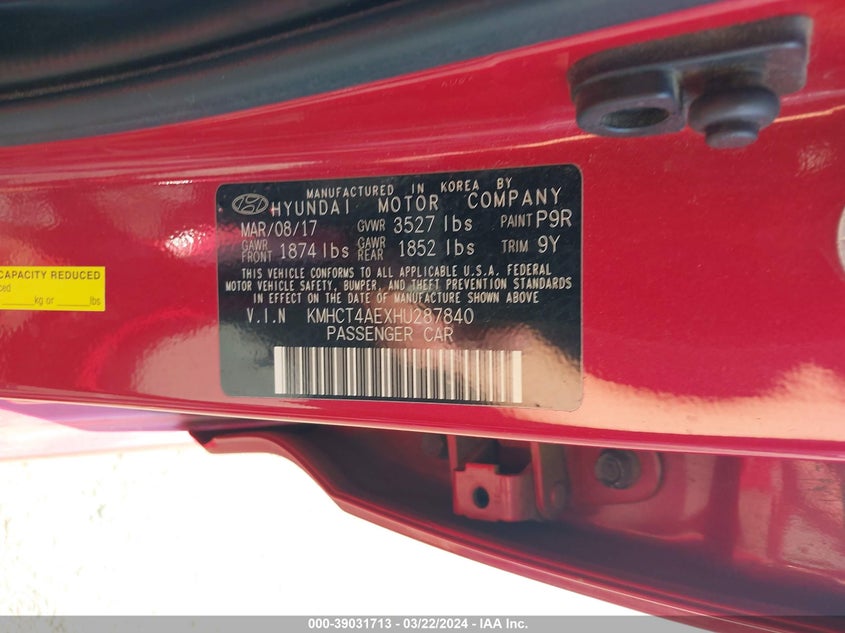 MANUFACTURED IN KOREA BY
HYUNDAI MOTOR COMPANY
MAR/08/17 GVWR 3527 lbs PAINT P9R
GAWR FRONT 1874 lbs GAWR REAR 1852 lbs TRIM 9Y
THIS VEHICLE CONFORMS TO ALL APPLICABLE U.S.A. FEDERAL
MOTOR VEHICLE SAFETY, BUMPER, AND THEFT PREVENTION STANDARDS
IN EFFECT ON THE DATE OF MANUFACTURE SHOWN ABOVE
V.I.N KMHCT4AEXHU287840
PASSENGER CAR
CAPACITY REDUCED
kg or lbs
000-39031713 - 03/22/2024 - IAA Inc.